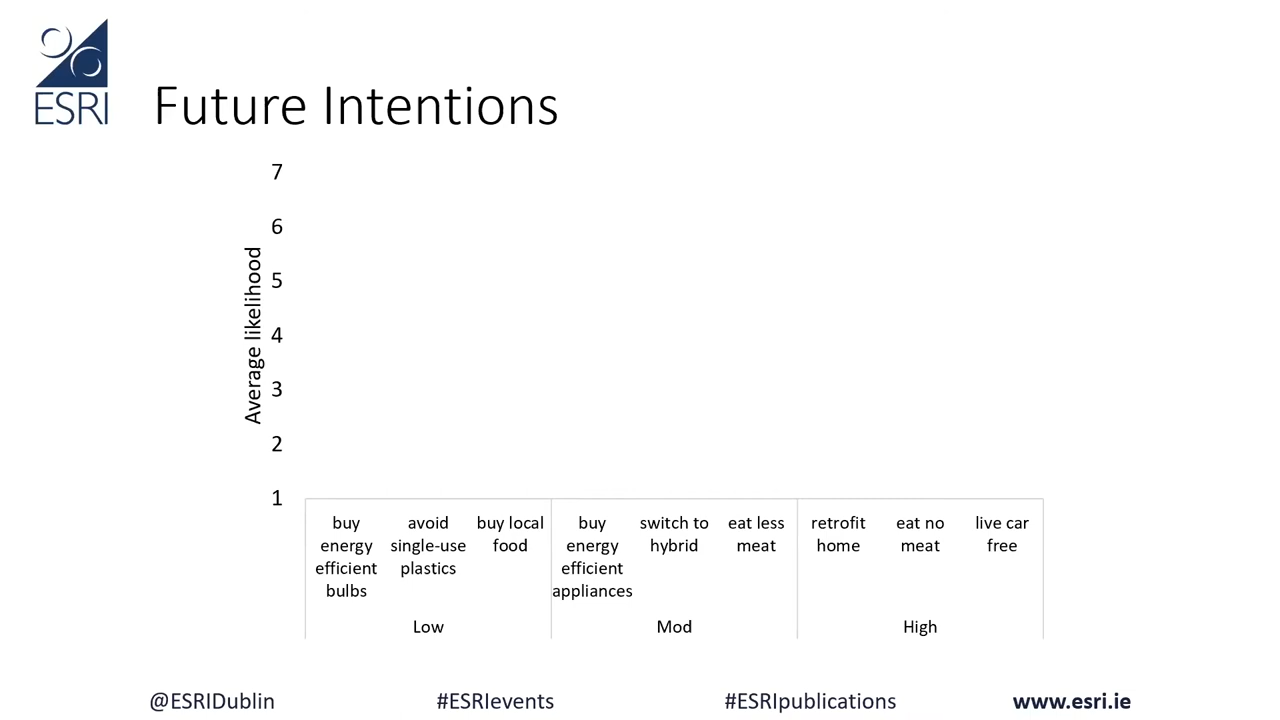 ESRI
Future Intentions
7
6
5
4
3
2
1
Average likelihood
buy energy efficient bulbs
avoid single-use plastics
buy local food
buy energy efficient appliances
switch to hybrid
eat less meat
retrofit home
eat no meat
live car free
Low
Mod
High
@ESRIDublin
#ESRIevents
#ESRIpublications
www.esri.ie